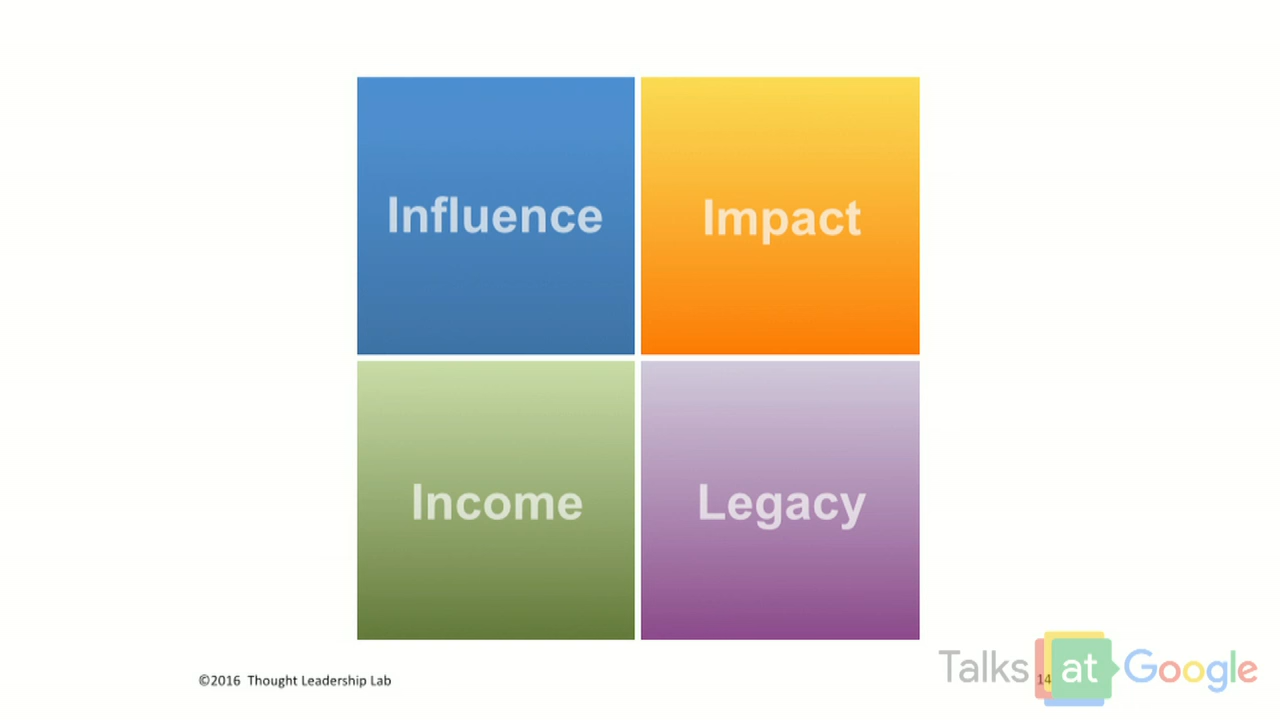 Influence
Impact
Income
Legacy
©2016 Thought Leadership Lab
14
Talks at Google